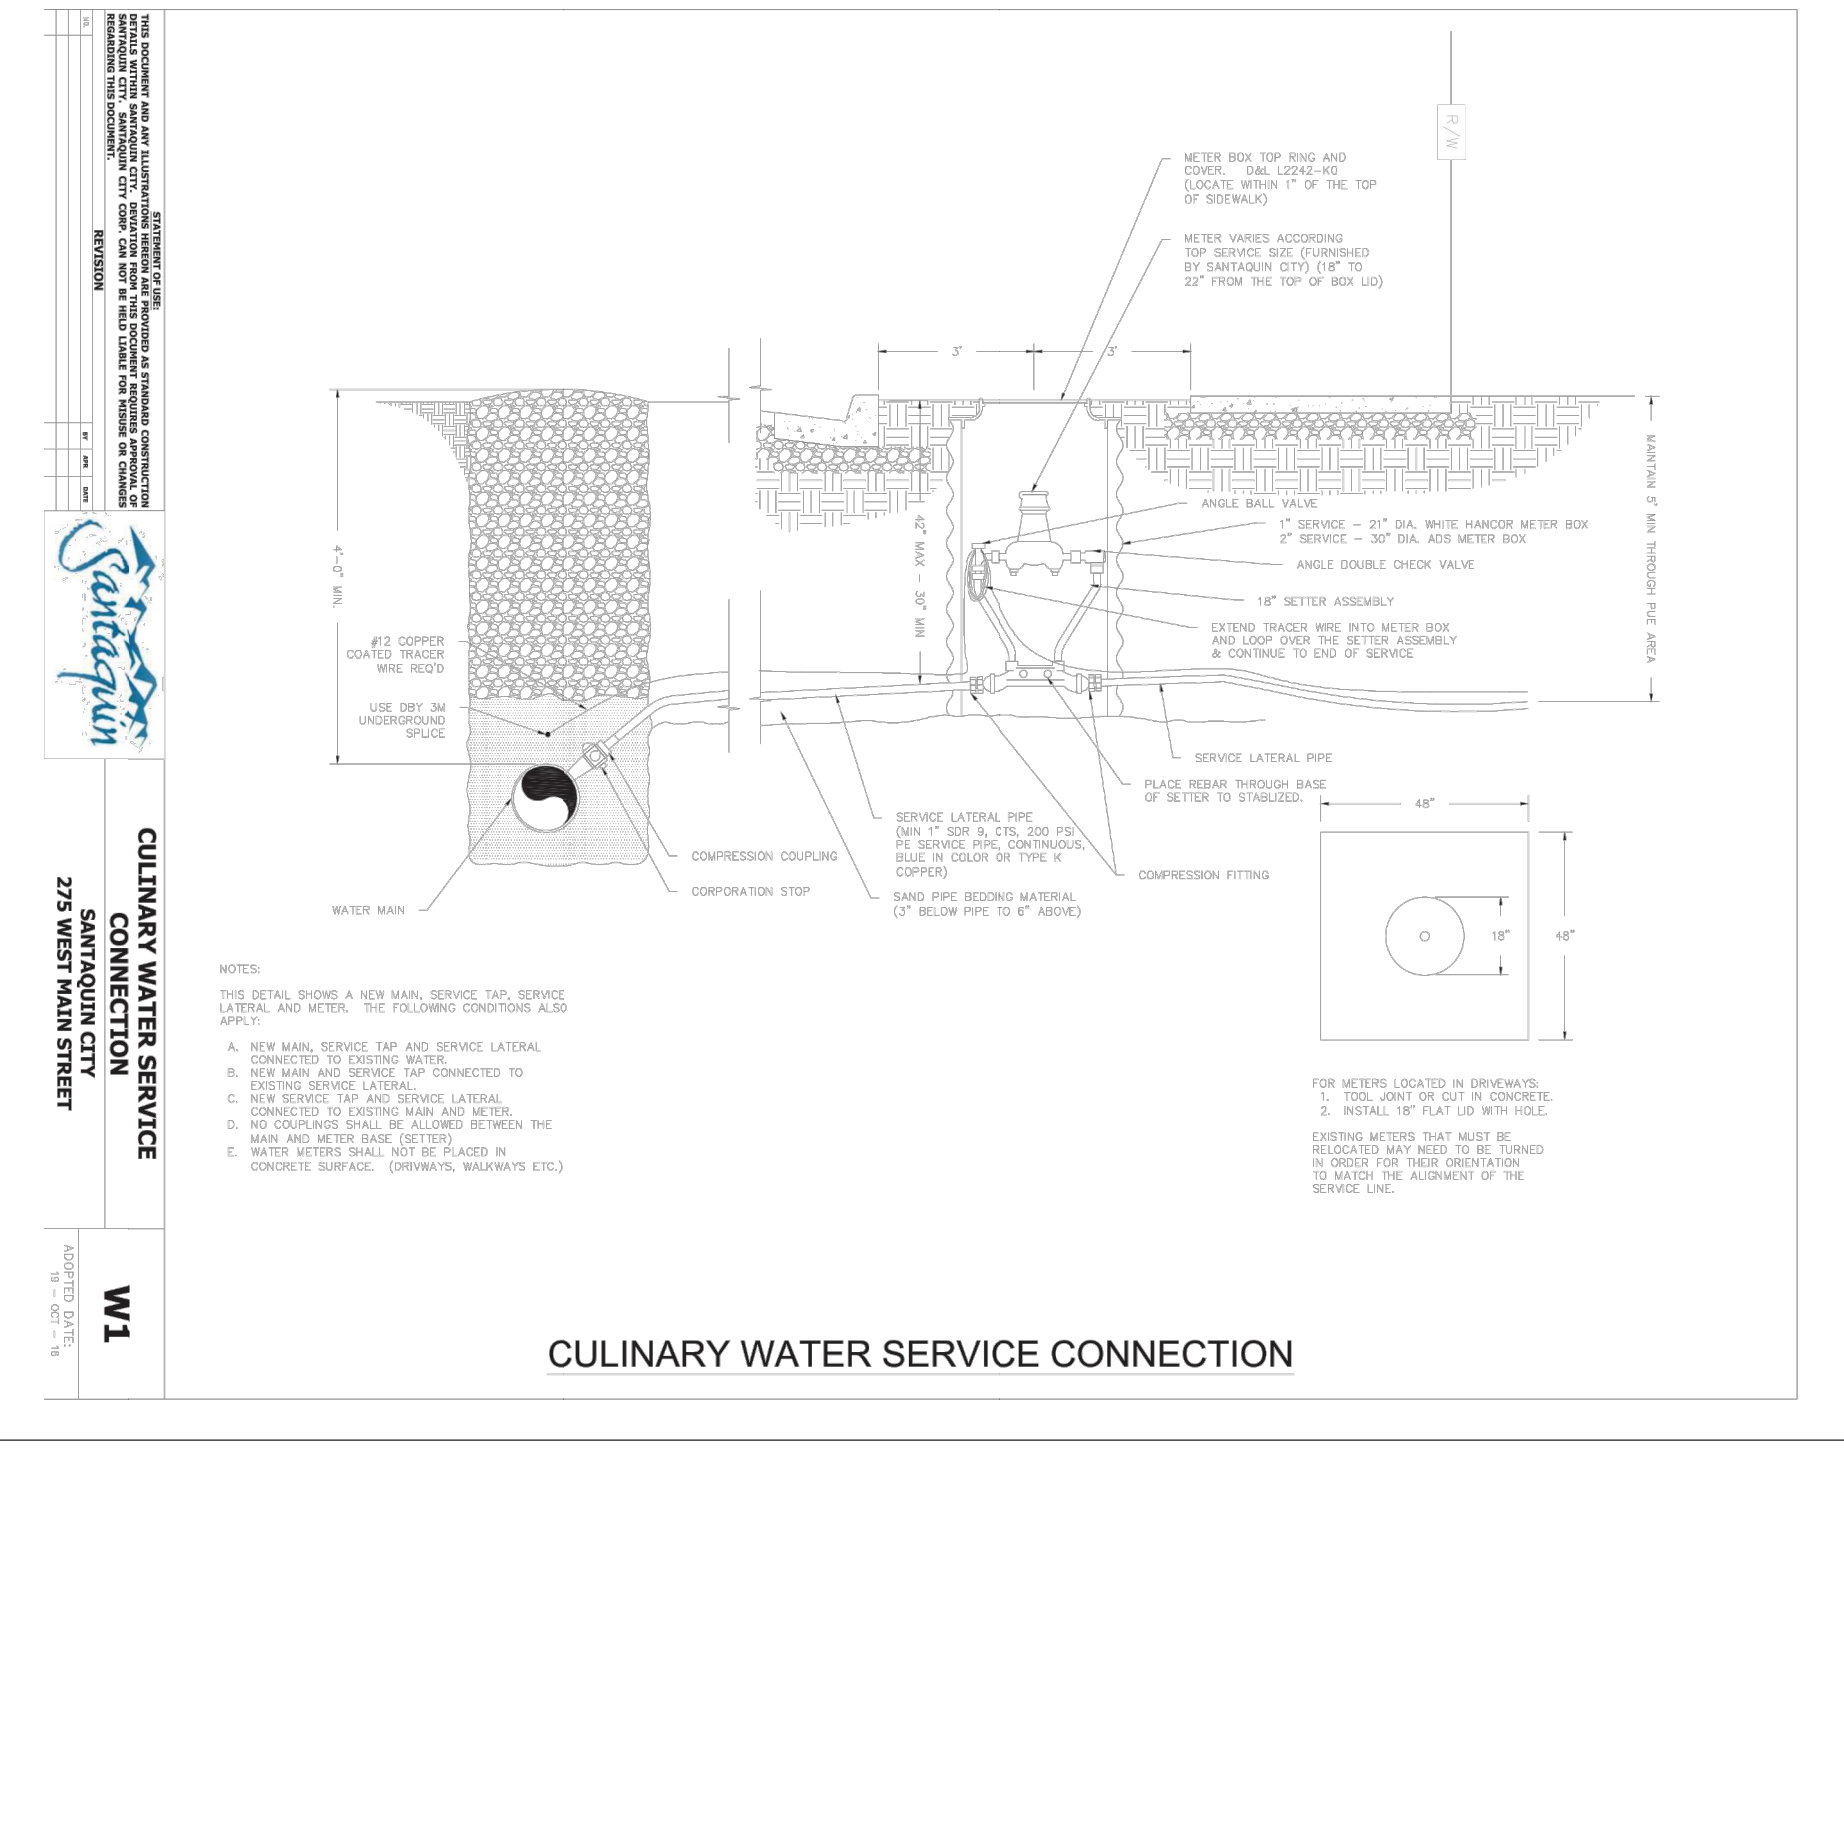 STATEMENT OF USE:
THIS DOCUMENT AND ANY ILLUSTRATIONS HEREON ARE PROVIDED AS STANDARD CONSTRUCTION
DETAILS WITHIN SANTAQUIN CITY. DEVIATION FROM THIS DOCUMENT REQUIRES APPROVAL OF
SANTAQUIN CITY. SANTAQUIN CITY CORP. CAN NOT BE HELD LIABLE FOR MISUSE OR CHANGES
REGARDING THIS DOCUMENT.
REVISION
NO.
BY
APR.
DATE
Santaquin
CULINARY WATER SERVICE
CONNECTION
SANTAQUIN CITY
275 WEST MAIN STREET
W1
ADOPTED DATE:
19 – OCT – 16
R/W
METER BOX TOP RING AND
COVER. D&L L2242–K0
(LOCATE WITHIN 1" OF THE TOP
OF SIDEWALK)
METER VARIES ACCORDING
TOP SERVICE SIZE (FURNISHED
BY SANTAQUIN CITY) (18" TO
22" FROM THE TOP OF BOX LID)
3'
3'
4'–0" MIN.
42" MAX – 30" MIN
MAINTAIN 5' MIN THROUGH PUE AREA
ANGLE BALL VALVE
1" SERVICE – 21" DIA. WHITE HANCOR METER BOX
2" SERVICE – 30" DIA. ADS METER BOX
ANGLE DOUBLE CHECK VALVE
18" SETTER ASSEMBLY
EXTEND TRACER WIRE INTO METER BOX
AND LOOP OVER THE SETTER ASSEMBLY
& CONTINUE TO END OF SERVICE
#12 COPPER
COATED TRACER
WIRE REQ'D
USE DBY 3M
UNDERGROUND
SPLICE
SERVICE LATERAL PIPE
PLACE REBAR THROUGH BASE
OF SETTER TO STABLIZED.
SERVICE LATERAL PIPE
(MIN 1" SDR 9, CTS, 200 PSI
PE SERVICE PIPE, CONTINUOUS,
BLUE IN COLOR OR TYPE K
COPPER)
COMPRESSION COUPLING
CORPORATION STOP
WATER MAIN
COMPRESSION FITTING
SAND PIPE BEDDING MATERIAL
(3" BELOW PIPE TO 6" ABOVE)
48"
18"
48"
NOTES:
THIS DETAIL SHOWS A NEW MAIN, SERVICE TAP, SERVICE
LATERAL AND METER. THE FOLLOWING CONDITIONS ALSO
APPLY:
A. NEW MAIN, SERVICE TAP AND SERVICE LATERAL
CONNECTED TO EXISTING WATER.
B. NEW MAIN AND SERVICE TAP CONNECTED TO
EXISTING SERVICE LATERAL.
C. NEW SERVICE TAP AND SERVICE LATERAL
CONNECTED TO EXISTING MAIN AND METER.
D. NO COUPLINGS SHALL BE ALLOWED BETWEEN THE
MAIN AND METER BASE (SETTER)
E. WATER METERS SHALL NOT BE PLACED IN
CONCRETE SURFACE. (DRIVWAYS, WALKWAYS ETC.)
FOR METERS LOCATED IN DRIVEWAYS:
1. TOOL JOINT OR CUT IN CONCRETE.
2. INSTALL 18" FLAT LID WITH HOLE.
EXISTING METERS THAT MUST BE
RELOCATED MAY NEED TO BE TURNED
IN ORDER FOR THEIR ORIENTATION
TO MATCH THE ALIGNMENT OF THE
SERVICE LINE.
CULINARY WATER SERVICE CONNECTION